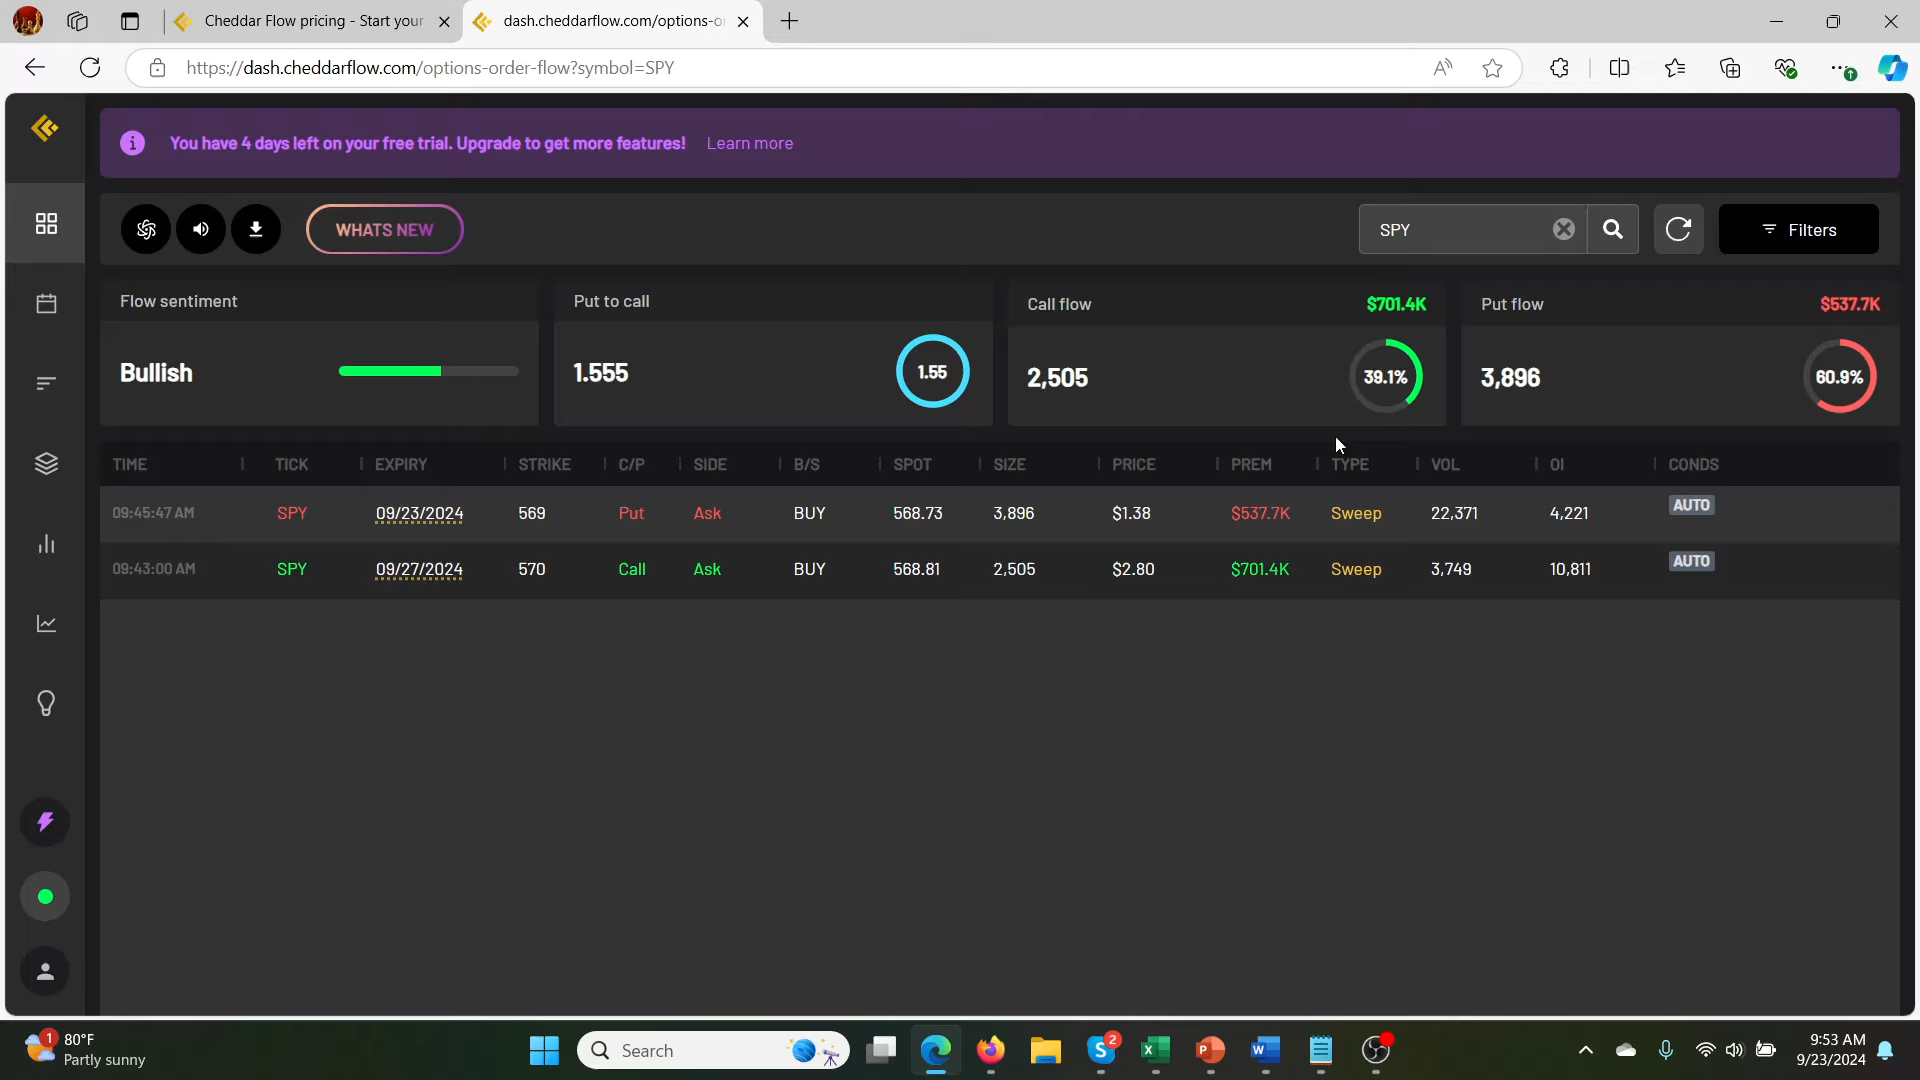 Cheddar Flow pricing - Start your
dash.cheddarflow.com/options-or
https://dash.cheddarflow.com/options-order-flow?symbol=SPY
You have 4 days left on your free trial. Upgrade to get more features! Learn more
WHATS NEW
SPY
Filters
Flow sentiment
Bullish
Put to call
1.555
1.55
Call flow
$701.4K
2,505
39.1%
Put flow
$537.7K
3,896
60.9%
TIME TICK EXPIRY STRIKE C/P SIDE B/S SPOT SIZE PRICE PREM TYPE VOL OI CONDS
09:45:47 AM SPY 09/23/2024 569 Put Ask BUY 568.73 3,896 $1.38 $537.7K Sweep 22,371 4,221 AUTO
09:43:00 AM SPY 09/27/2024 570 Call Ask BUY 568.81 2,505 $2.80 $701.4K Sweep 3,749 10,811 AUTO
1
80°F
Partly sunny
Search
2
9:53 AM
9/23/2024